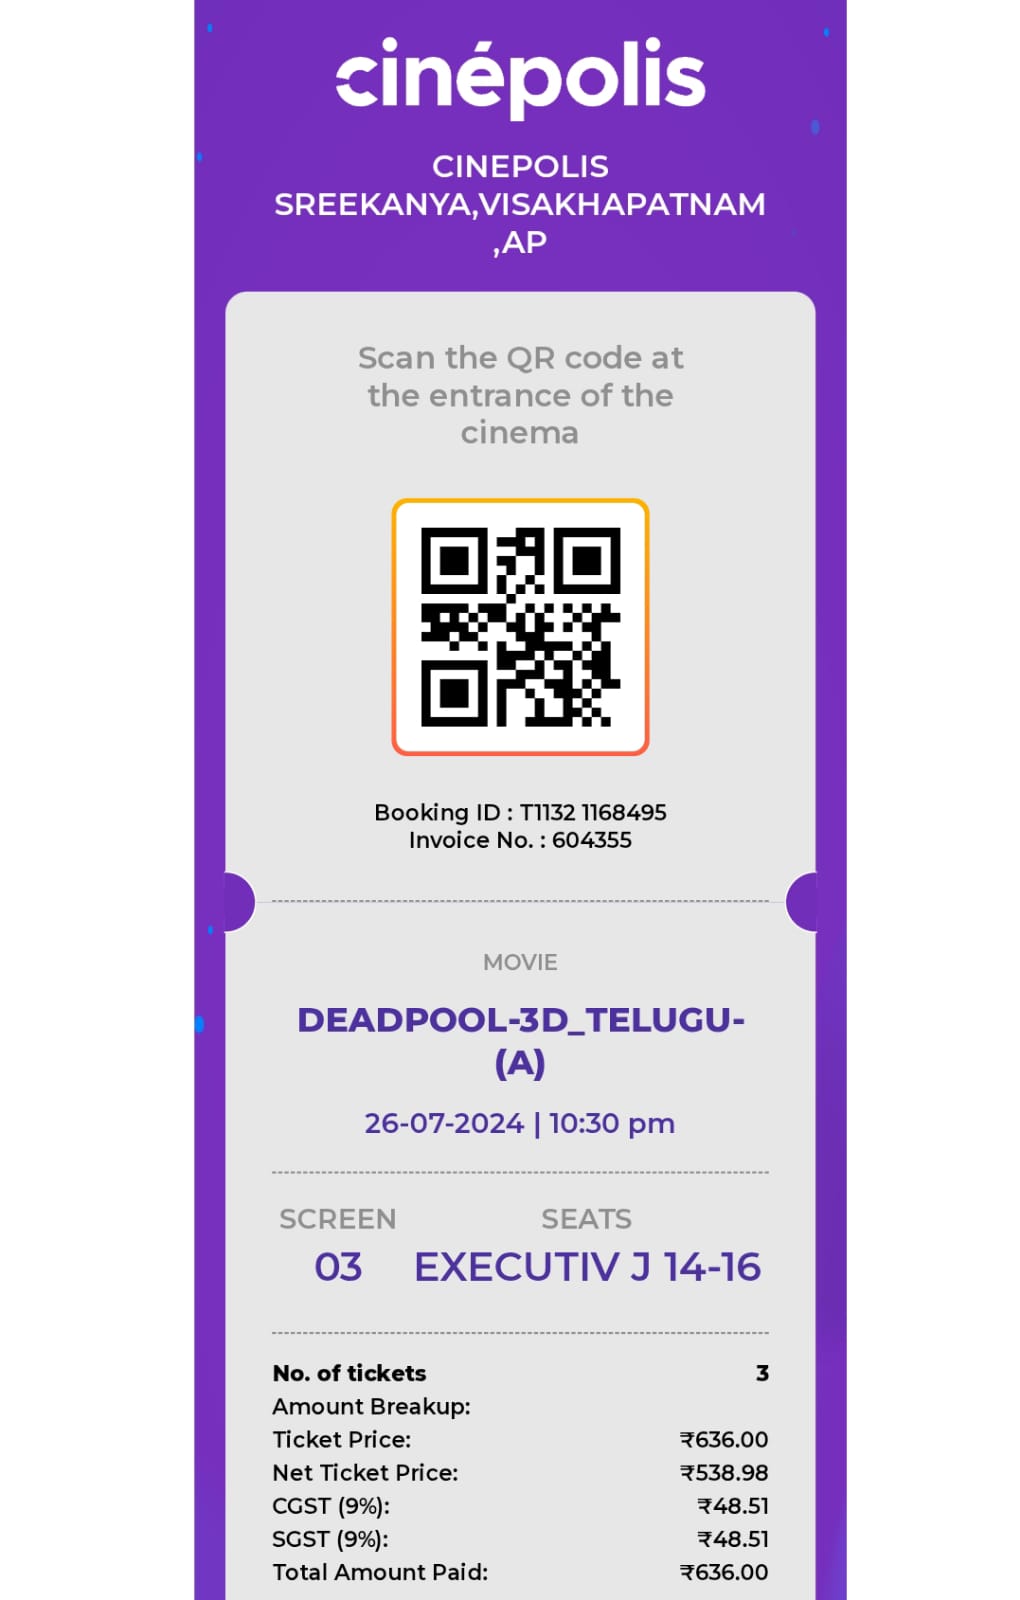 cinépolis
CINEPOLIS
SREEKANYA,VISAKHAPATNAM
,AP
Scan the QR code at
the entrance of the
cinema
Booking ID : T1132 1168495
Invoice No. : 604355
MOVIE
DEADPOOL-3D_TELUGU-
(A)
26-07-2024 | 10:30 pm
SCREEN SEATS
03 EXECUTIV J 14-16
No. of tickets 3
Amount Breakup:
Ticket Price: ₹636.00
Net Ticket Price: ₹538.98
CGST (9%): ₹48.51
SGST (9%): ₹48.51
Total Amount Paid: ₹636.00